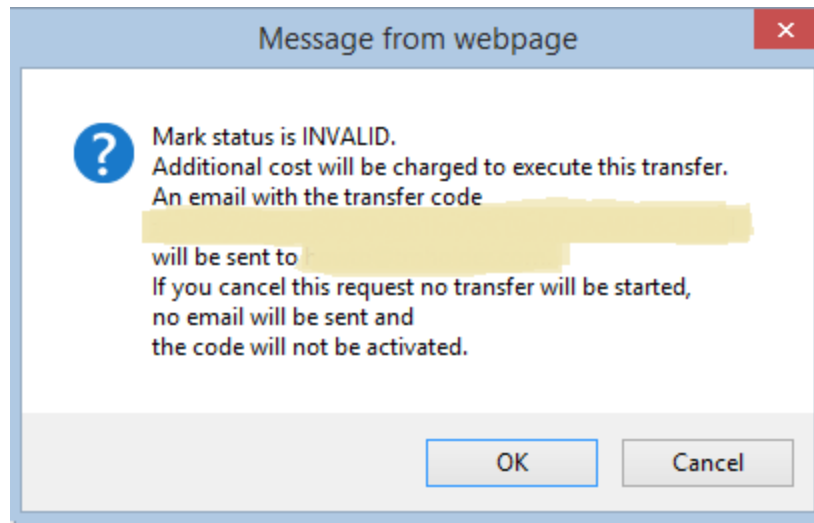 Message from webpage
Mark status is INVALID.
Additional cost will be charged to execute this transfer.
An email with the transfer code
will be sent to
If you cancel this request no transfer will be started,
no email will be sent and
the code will not be activated.
OK
Cancel